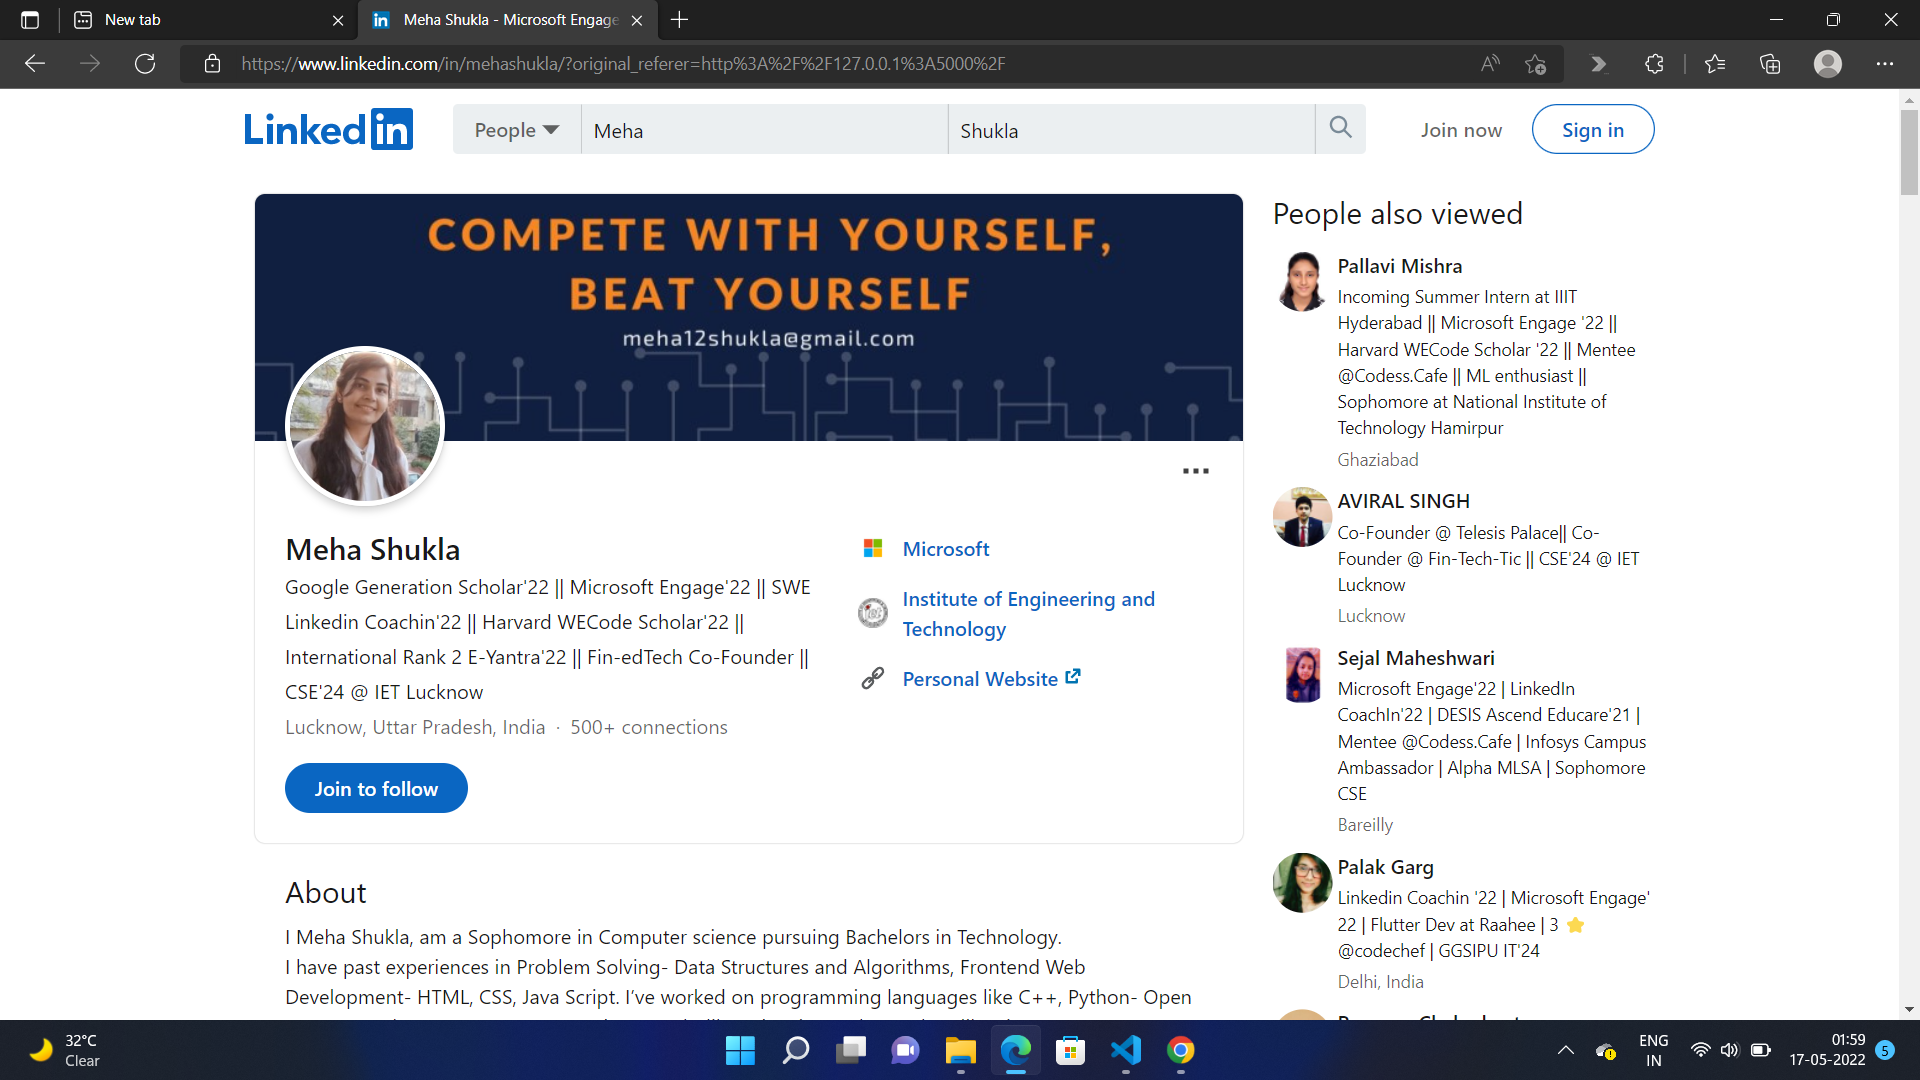 New tab
Meha Shukla - Microsoft Engage
https://www.linkedin.com/in/mehashukla/?original_referer=http%3A%2F%2F127.0.0.1%3A5000%2F
Linked in
People
Meha
Shukla
Join now
Sign in
COMPETE WITH YOURSELF,
BEAT YOURSELF
meha12shukla@gmail.com
Meha Shukla
Google Generation Scholar'22 || Microsoft Engage'22 || SWE
Linkedin Coachin'22 || Harvard WECode Scholar'22 ||
International Rank 2 E-Yantra'22 || Fin-edTech Co-Founder ||
CSE'24 @ IET Lucknow
Lucknow, Uttar Pradesh, India · 500+ connections
Join to follow
Microsoft
Institute of Engineering and
Technology
Personal Website
About
I Meha Shukla, am a Sophomore in Computer science pursuing Bachelors in Technology.
I have past experiences in Problem Solving- Data Structures and Algorithms, Frontend Web
Development- HTML, CSS, Java Script. I've worked on programming languages like C++, Python- Open
People also viewed
Pallavi Mishra
Incoming Summer Intern at IIIT
Hyderabad || Microsoft Engage '22 ||
Harvard WECode Scholar '22 || Mentee
@Codess.Cafe || ML enthusiast ||
Sophomore at National Institute of
Technology Hamirpur
Ghaziabad
AVIRAL SINGH
Co-Founder @ Telesis Palace|| Co-
Founder @ Fin-Tech-Tic || CSE'24 @ IET
Lucknow
Lucknow
Sejal Maheshwari
Microsoft Engage'22 | LinkedIn
CoachIn'22 | DESIS Ascend Educare'21 |
Mentee @Codess.Cafe | Infosys Campus
Ambassador | Alpha MLSA | Sophomore
CSE
Bareilly
Palak Garg
Linkedin Coachin '22 | Microsoft Engage'
22 | Flutter Dev at Raahee | 3 ⭐
@codechef | GGSIPU IT'24
Delhi, India
32°C
Clear
ENG
IN
01:59
17-05-2022
5